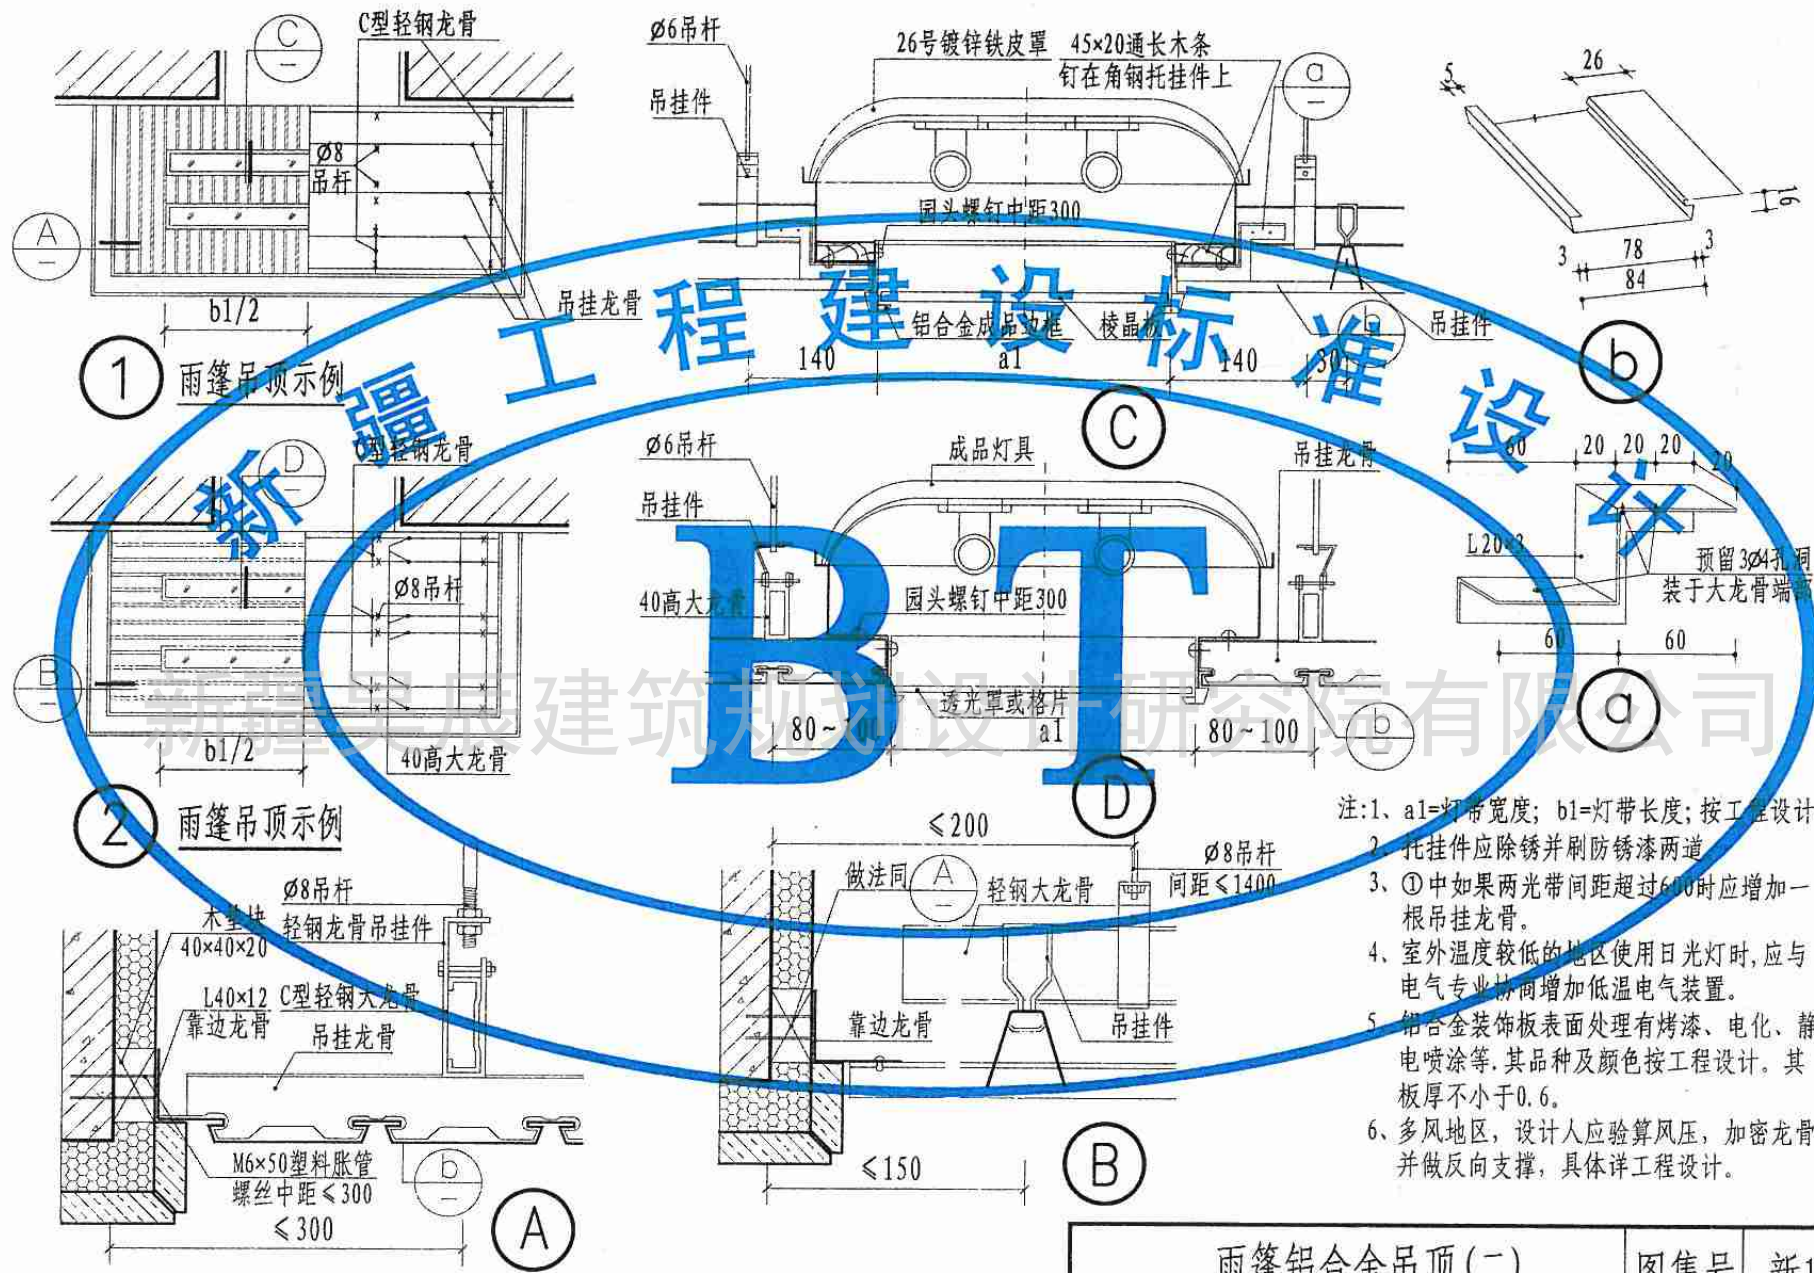 C
C型轻钢龙骨
Ø8
吊杆
A
吊挂龙骨
b1/2
1
雨篷吊顶示例
Ø6吊杆
吊挂件
26号镀锌铁皮罩
45×20通长木条
钉在角钢托挂件上
a
园头螺钉中距300
铝合金成品边框
棱晶板
b
吊挂件
140
a1
140
30
C
5
26
16
3
78
3
84
b
新疆工程建设标准设计
BT
新疆昊辰建筑规划设计研究院有限公司
D
C型轻钢龙骨
Ø8吊杆
B
b1/2
40高大龙骨
2
雨篷吊顶示例
Ø6吊杆
吊挂件
成品灯具
吊挂龙骨
40高大龙骨
园头螺钉中距300
透光罩或格片
80~100
a1
80~100
b
D
60
20
20
20
20
L20×3
预留3Ø4孔洞
装于大龙骨端部
60
60
a
Ø8吊杆
木垫块
40×40×20
轻钢龙骨吊挂件
L40×12
靠边龙骨
C型轻钢大龙骨
吊挂龙骨
M6×50塑料胀管
螺丝中距≤300
b
≤300
A
≤200
做法同
A
轻钢大龙骨
Ø8吊杆
间距≤1400
靠边龙骨
吊挂件
≤150
B
注:1、a1=灯带宽度; b1=灯带长度;按工程设计
2、托挂件应除锈并刷防锈漆两道
3、①中如果两光带间距超过600时应增加一
根吊挂龙骨。
4、室外温度较低的地区使用日光灯时,应与
电气专业协商增加低温电气装置。
5、铝合金装饰板表面处理有烤漆、电化、静
电喷涂等.其品种及颜色按工程设计。其
板厚不小于0.6。
6、多风地区，设计人应验算风压，加密龙骨
并做反向支撑，具体详工程设计。
雨篷铝合金吊顶(二)
图集号
新1